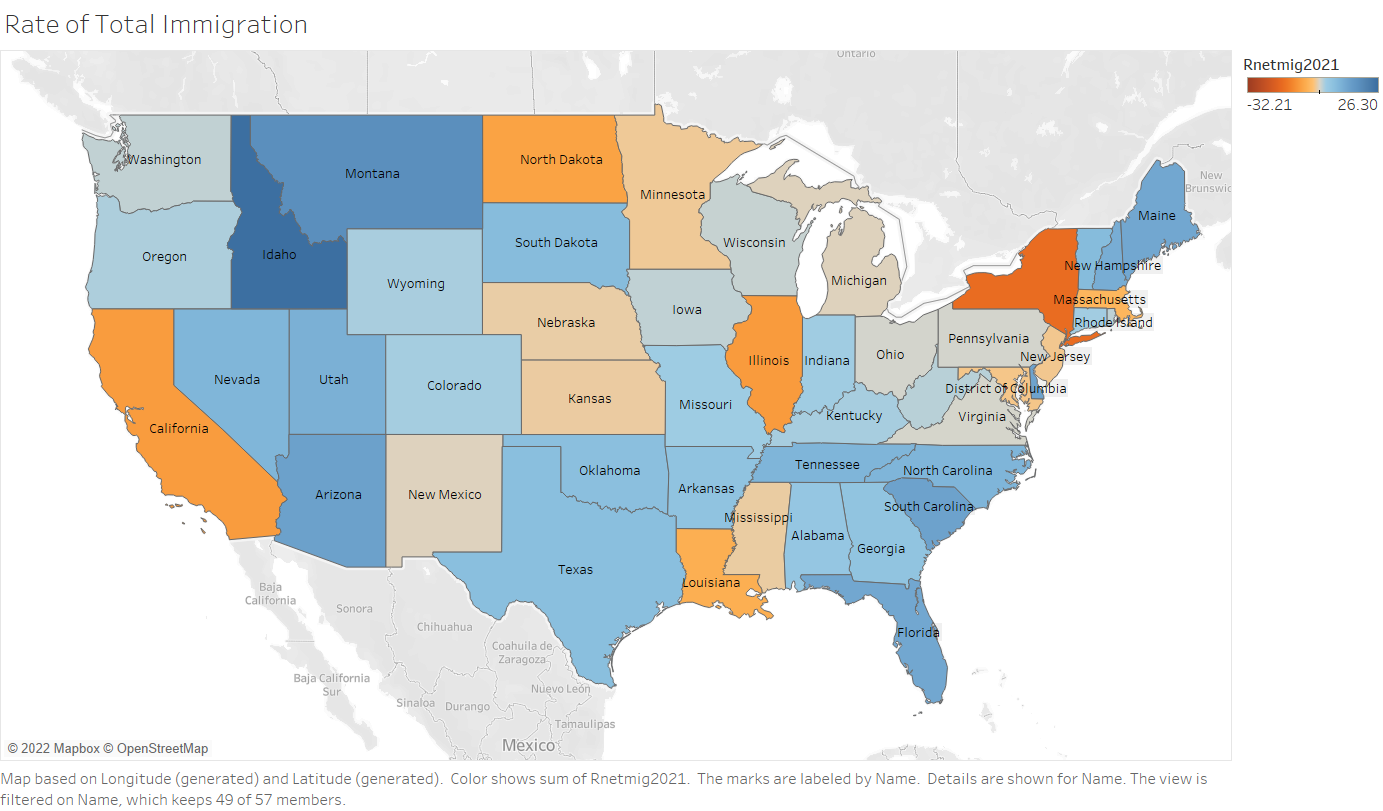 Rate of Total Immigration
Rnetmig2021
-32.21 26.30
Ontario
New
Brunswic
Washington
Montana
North Dakota
Minnesota
Maine
Oregon
Idaho
South Dakota
Wisconsin
New Hampshire
Wyoming
Michigan
Massachusetts
Nebraska
Iowa
Rhode Island
Pennsylvania
Nevada
Utah
Colorado
Illinois
Indiana
Ohio
New Jersey
Kansas
Missouri
District of Columbia
California
Kentucky
Virginia
Oklahoma
Tennessee
North Carolina
Arizona
New Mexico
Arkansas
South Carolina
Mississippi
Alabama
Georgia
Texas
Louisiana
Florida
Baja
California
Sonora
Chihuahua
Coahuila de
Zaragoza
Baja California
Sur
Sinaloa
Durango
Nuevo León
Tamaulipas
México
© 2022 Mapbox © OpenStreetMap
Map based on Longitude (generated) and Latitude (generated).  Color shows sum of Rnetmig2021.  The marks are labeled by Name.  Details are shown for Name. The view is
filtered on Name, which keeps 49 of 57 members.